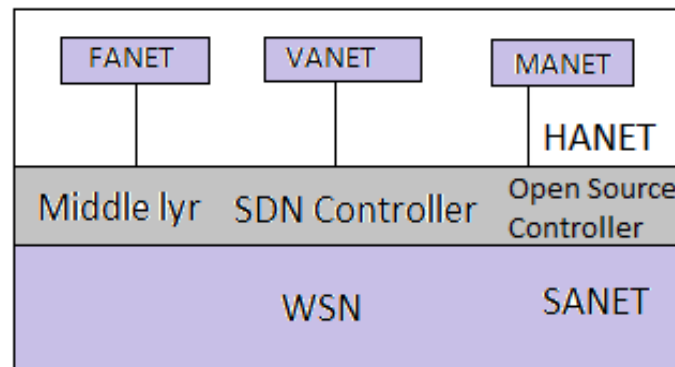 FANET VANET MANET
HANET
Middle lyr SDN Controller Open Source
Controller
WSN SANET